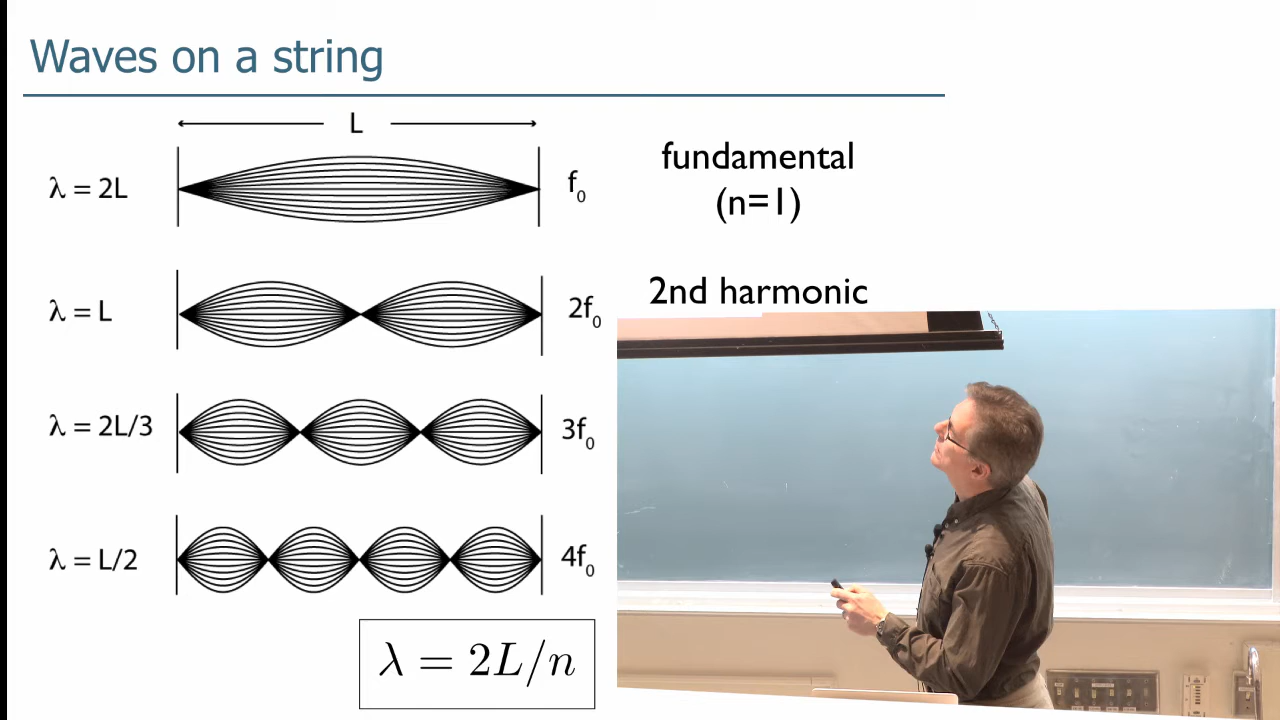 Waves on a string
L
λ = 2L
f₀
fundamental
(n=1)
λ = L
2f₀
2nd harmonic
λ = 2L/3
3f₀
λ = L/2
4f₀
λ = 2L/n